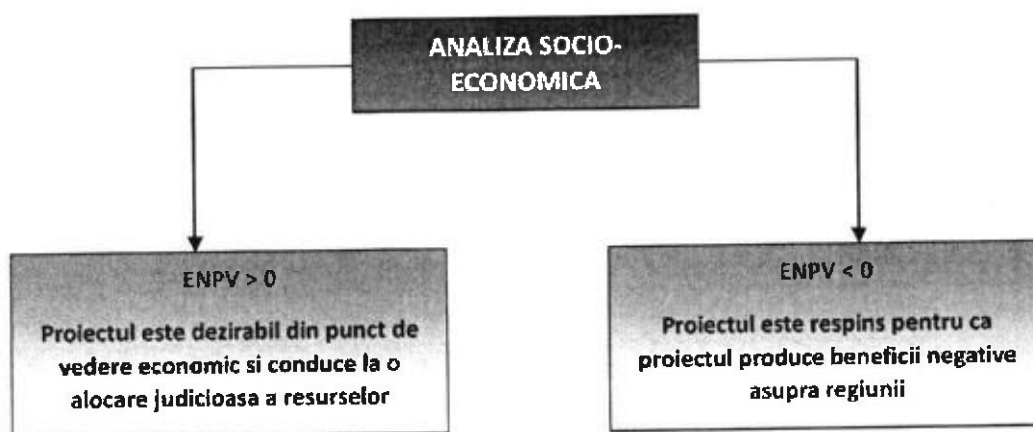 ANALIZA SOCIO-
ECONOMICA
ENPV > 0
Proiectul este dezirabil din punct de
vedere economic si conduce la o
alocare judicioasa a resurselor
ENPV < 0
Proiectul este respins pentru ca
proiectul produce beneficii negative
asupra regiunii